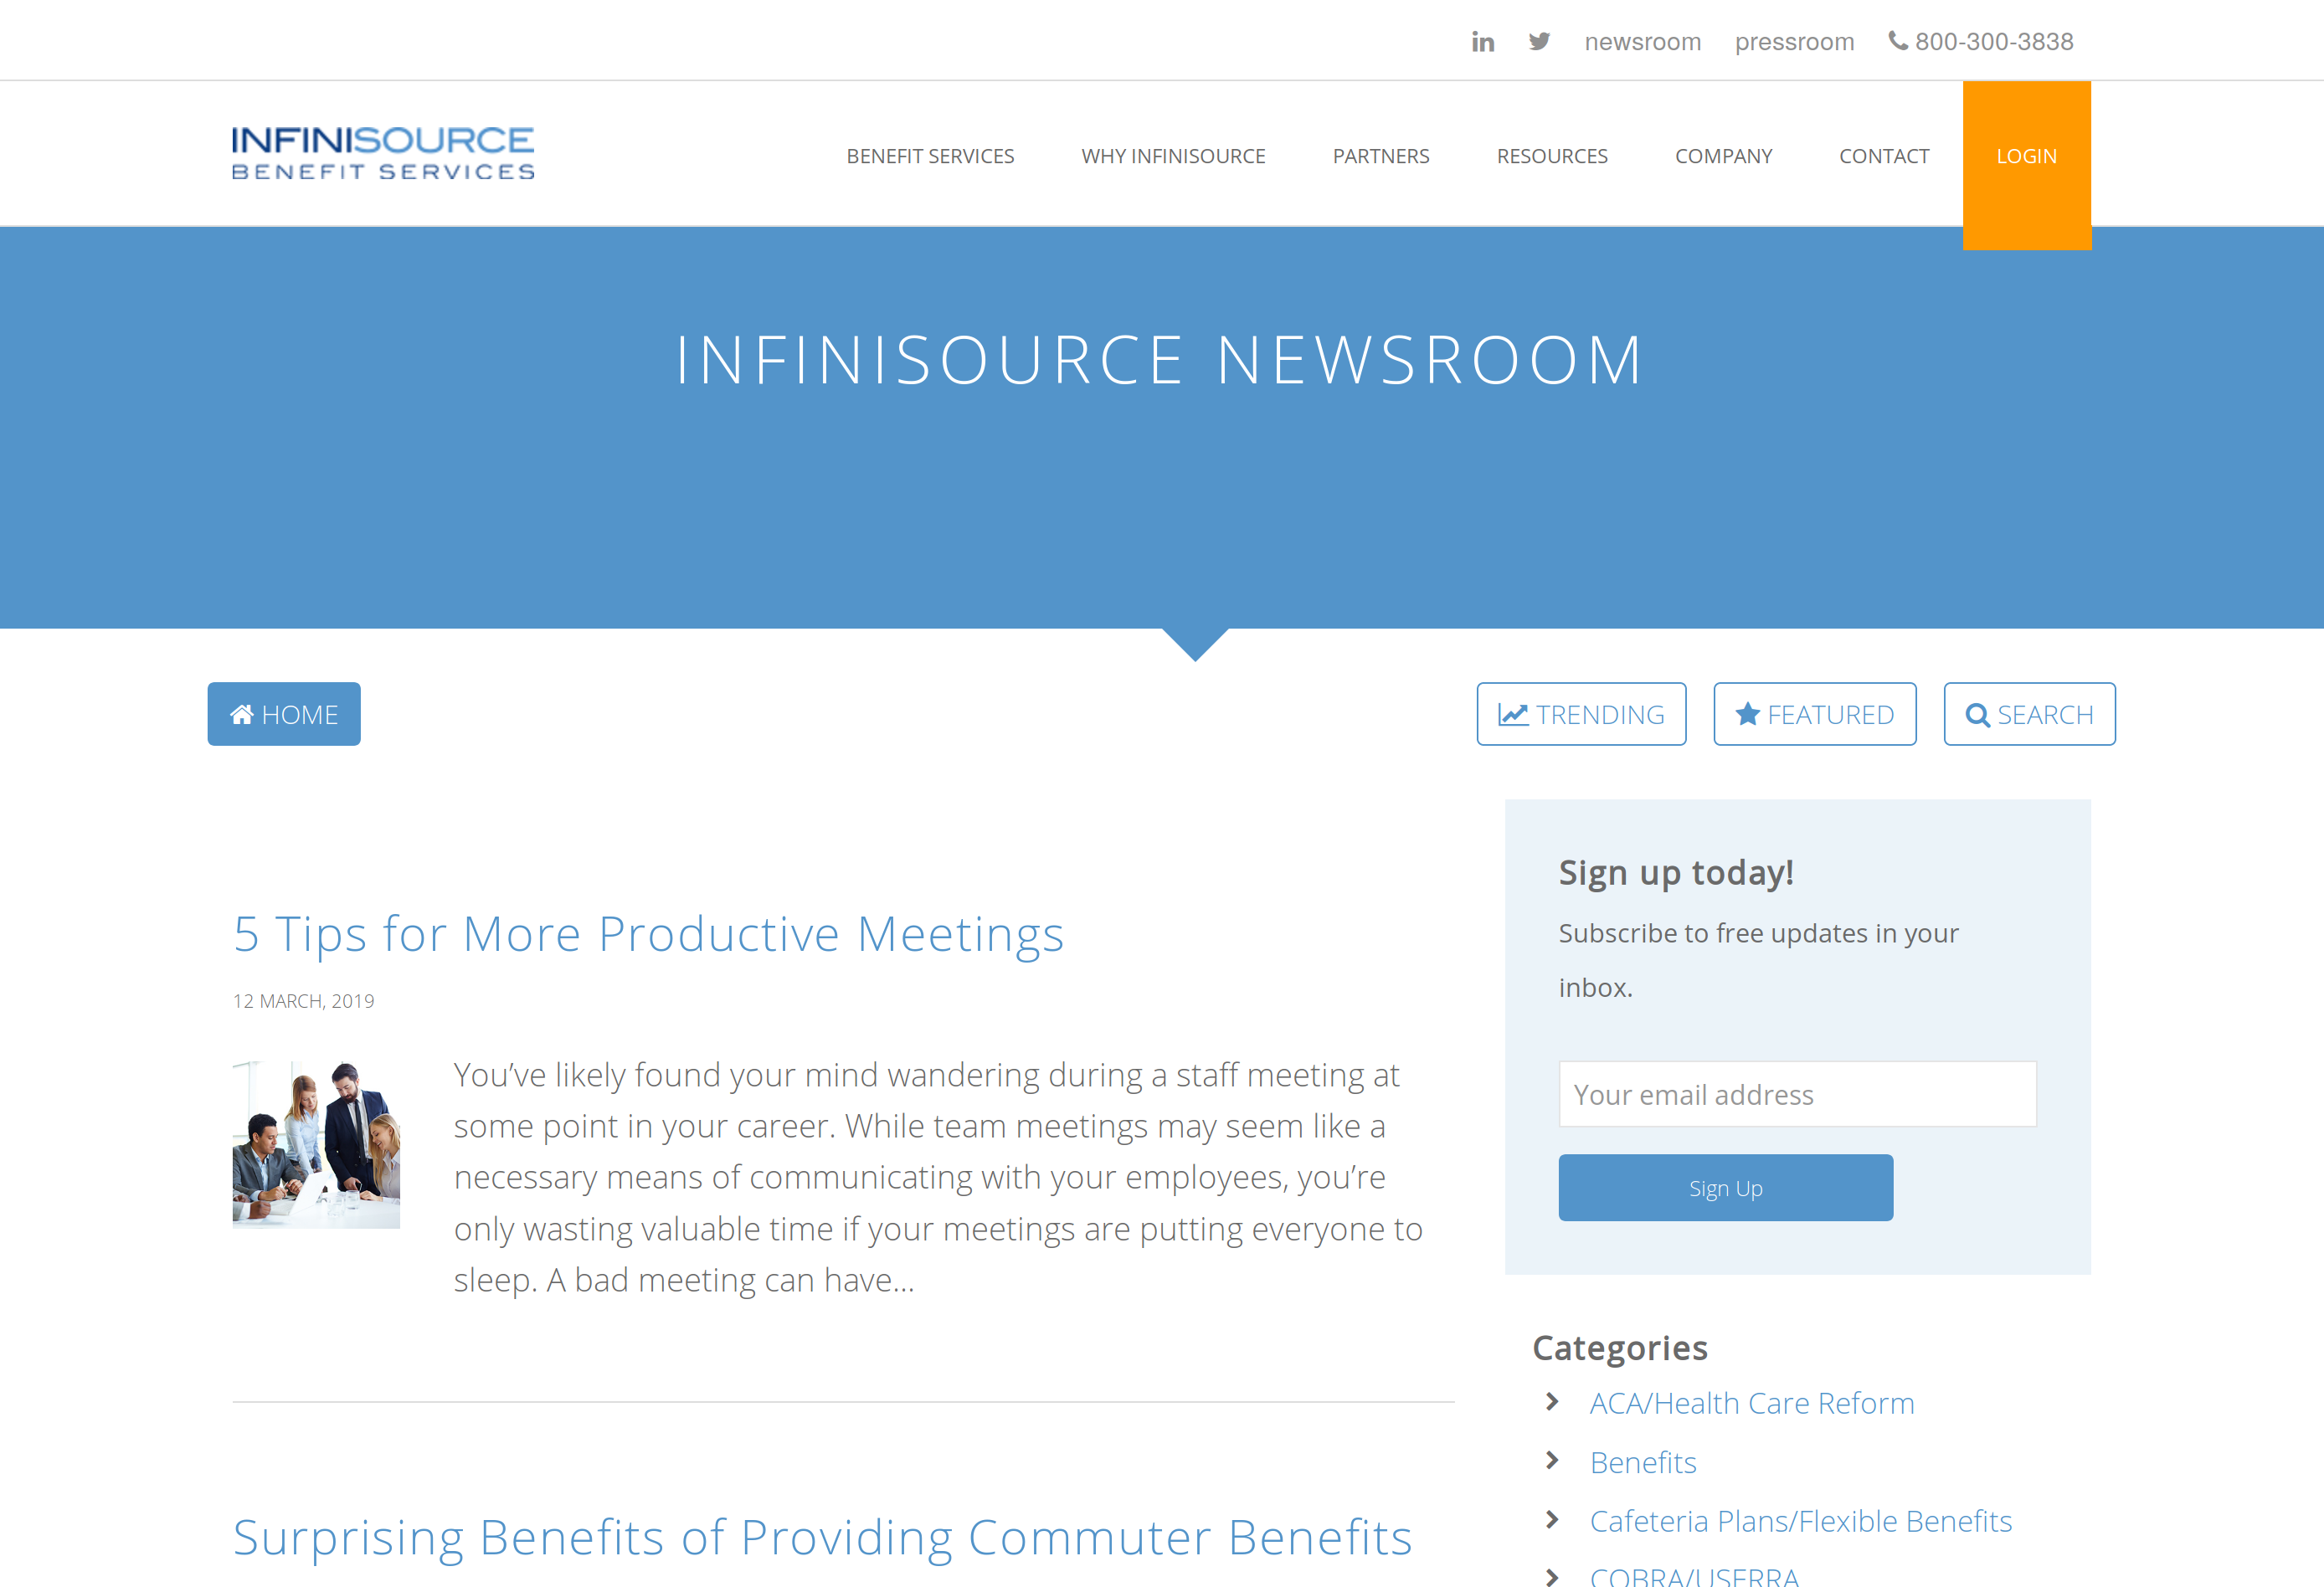 newsroom pressroom 800-300-3838
INFINISOURCE
BENEFIT SERVICES
BENEFIT SERVICES WHY INFINISOURCE PARTNERS RESOURCES COMPANY CONTACT LOGIN
INFINISOURCE NEWSROOM
HOME TRENDING FEATURED SEARCH
5 Tips for More Productive Meetings
12 MARCH, 2019
You’ve likely found your mind wandering during a staff meeting at
some point in your career. While team meetings may seem like a
necessary means of communicating with your employees, you’re
only wasting valuable time if your meetings are putting everyone to
sleep. A bad meeting can have...
Surprising Benefits of Providing Commuter Benefits
Sign up today!
Subscribe to free updates in your
inbox.
Your email address
Sign Up
Categories
ACA/Health Care Reform
Benefits
Cafeteria Plans/Flexible Benefits
COBRA/USERRA